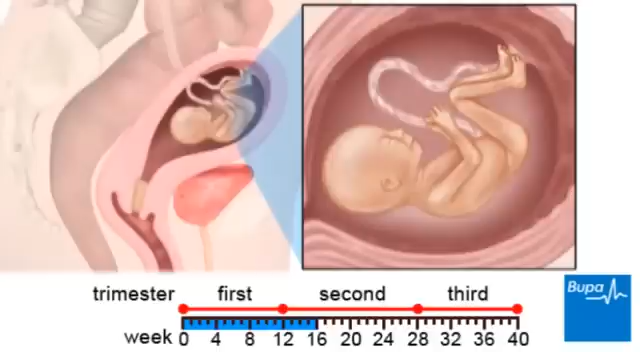 Bupa
trimester first second third
week 0 4 8 12 16 20 24 28 32 36 40